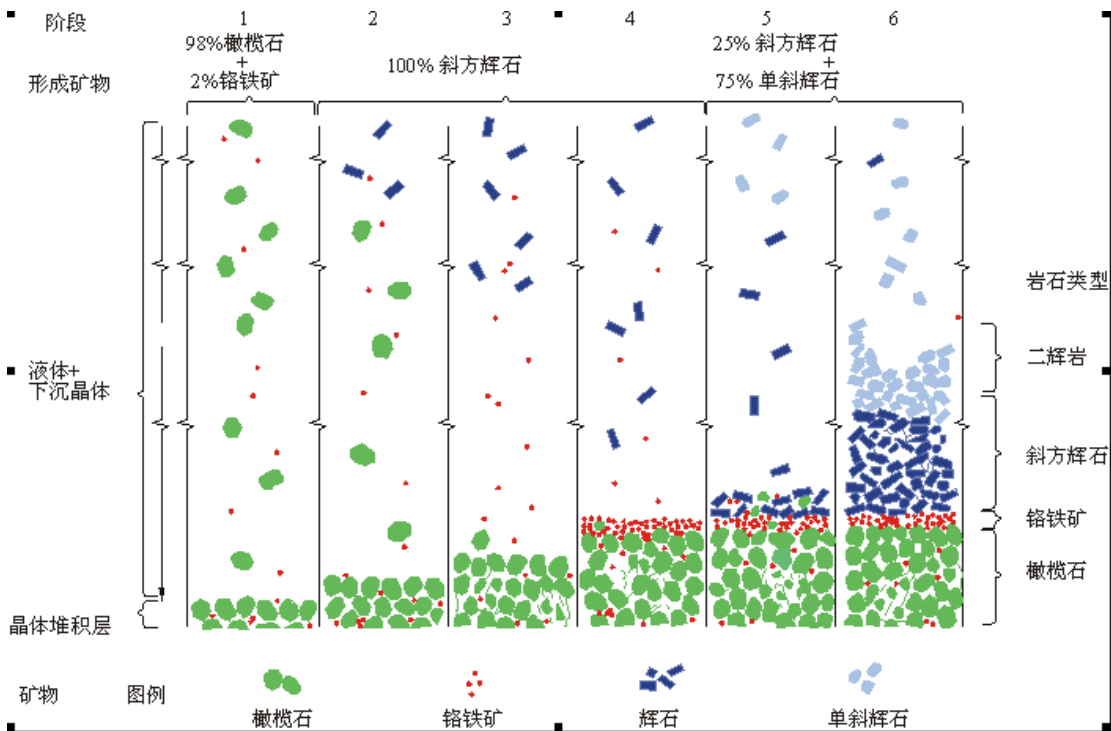 阶段
1
2
3
4
5
6
形成矿物
98%橄榄石
+
2%铬铁矿
100% 斜方辉石
25% 斜方辉石
+
75% 单斜辉石
液体+
下沉晶体
晶体堆积层
岩石类型
二辉岩
斜方辉石
铬铁矿
橄榄石
矿物
图例
橄榄石
铬铁矿
辉石
单斜辉石